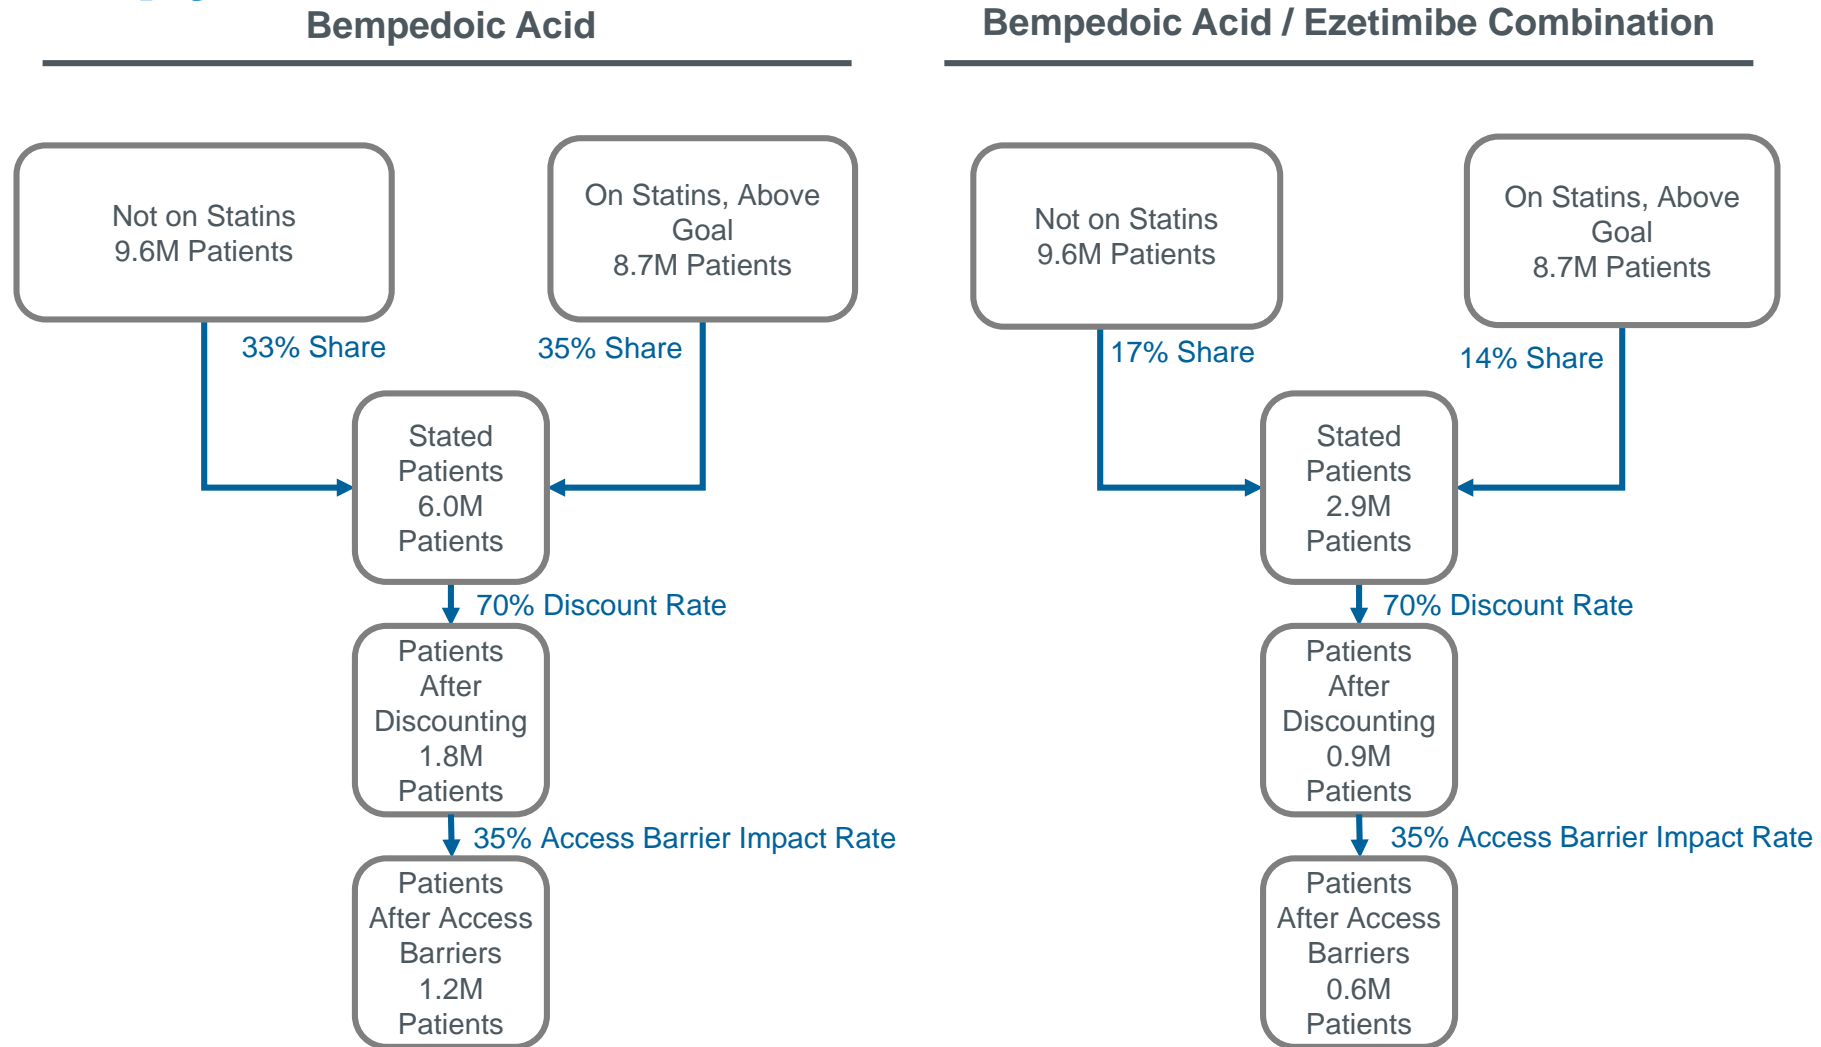 Bempedoic Acid
Not on Statins
9.6M Patients
On Statins, Above
Goal
8.7M Patients
33% Share
35% Share
Stated
Patients
6.0M
Patients
70% Discount Rate
Patients
After
Discounting
1.8M
Patients
35% Access Barrier Impact Rate
Patients
After Access
Barriers
1.2M
Patients
Bempedoic Acid / Ezetimibe Combination
Not on Statins
9.6M Patients
On Statins, Above
Goal
8.7M Patients
17% Share
14% Share
Stated
Patients
2.9M
Patients
70% Discount Rate
Patients
After
Discounting
0.9M
Patients
35% Access Barrier Impact Rate
Patients
After Access
Barriers
0.6M
Patients